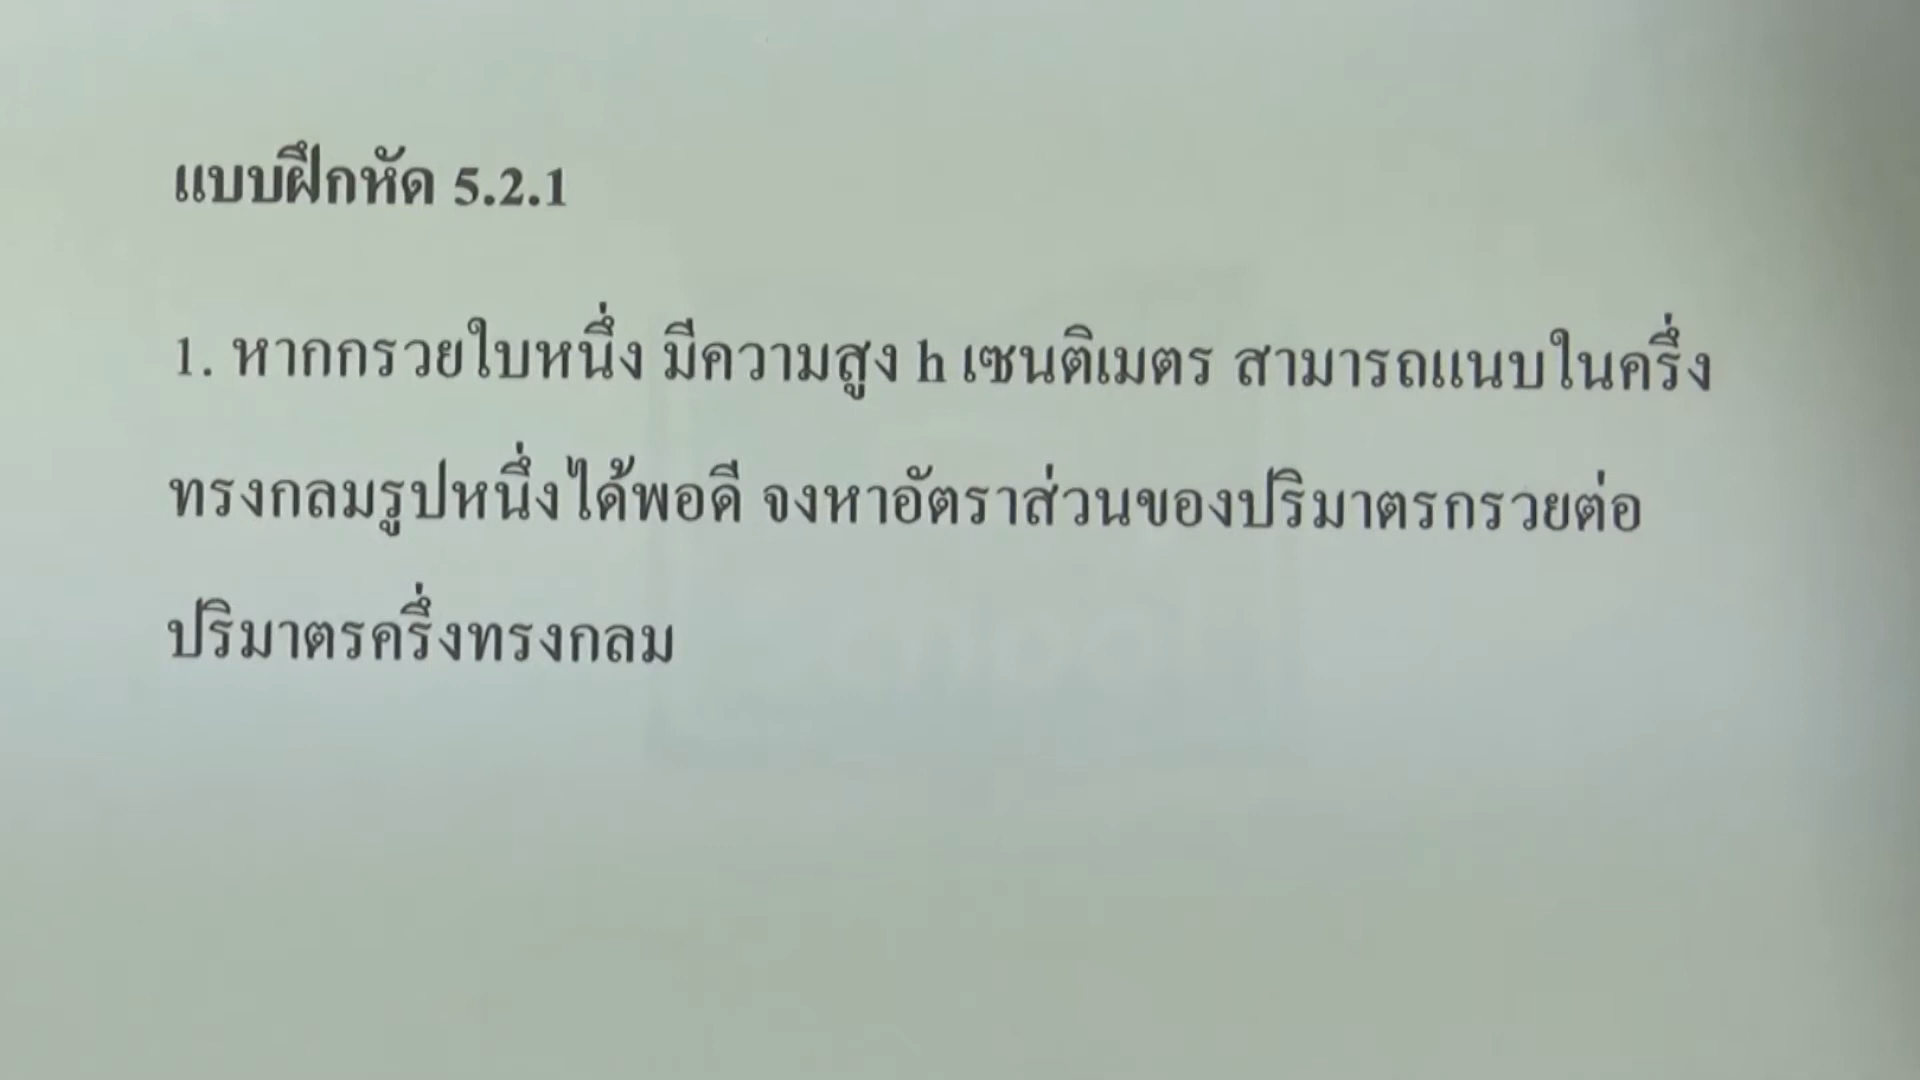 แบบฝึกหัด 5.2.1
1. หากกรวยใบหนึ่ง มีความสูง h เซนติเมตร สามารถแนบในครึ่ง
ทรงกลมรูปหนึ่งได้พอดี จงหาอัตราส่วนของปริมาตรกรวยต่อ
ปริมาตรครึ่งทรงกลม